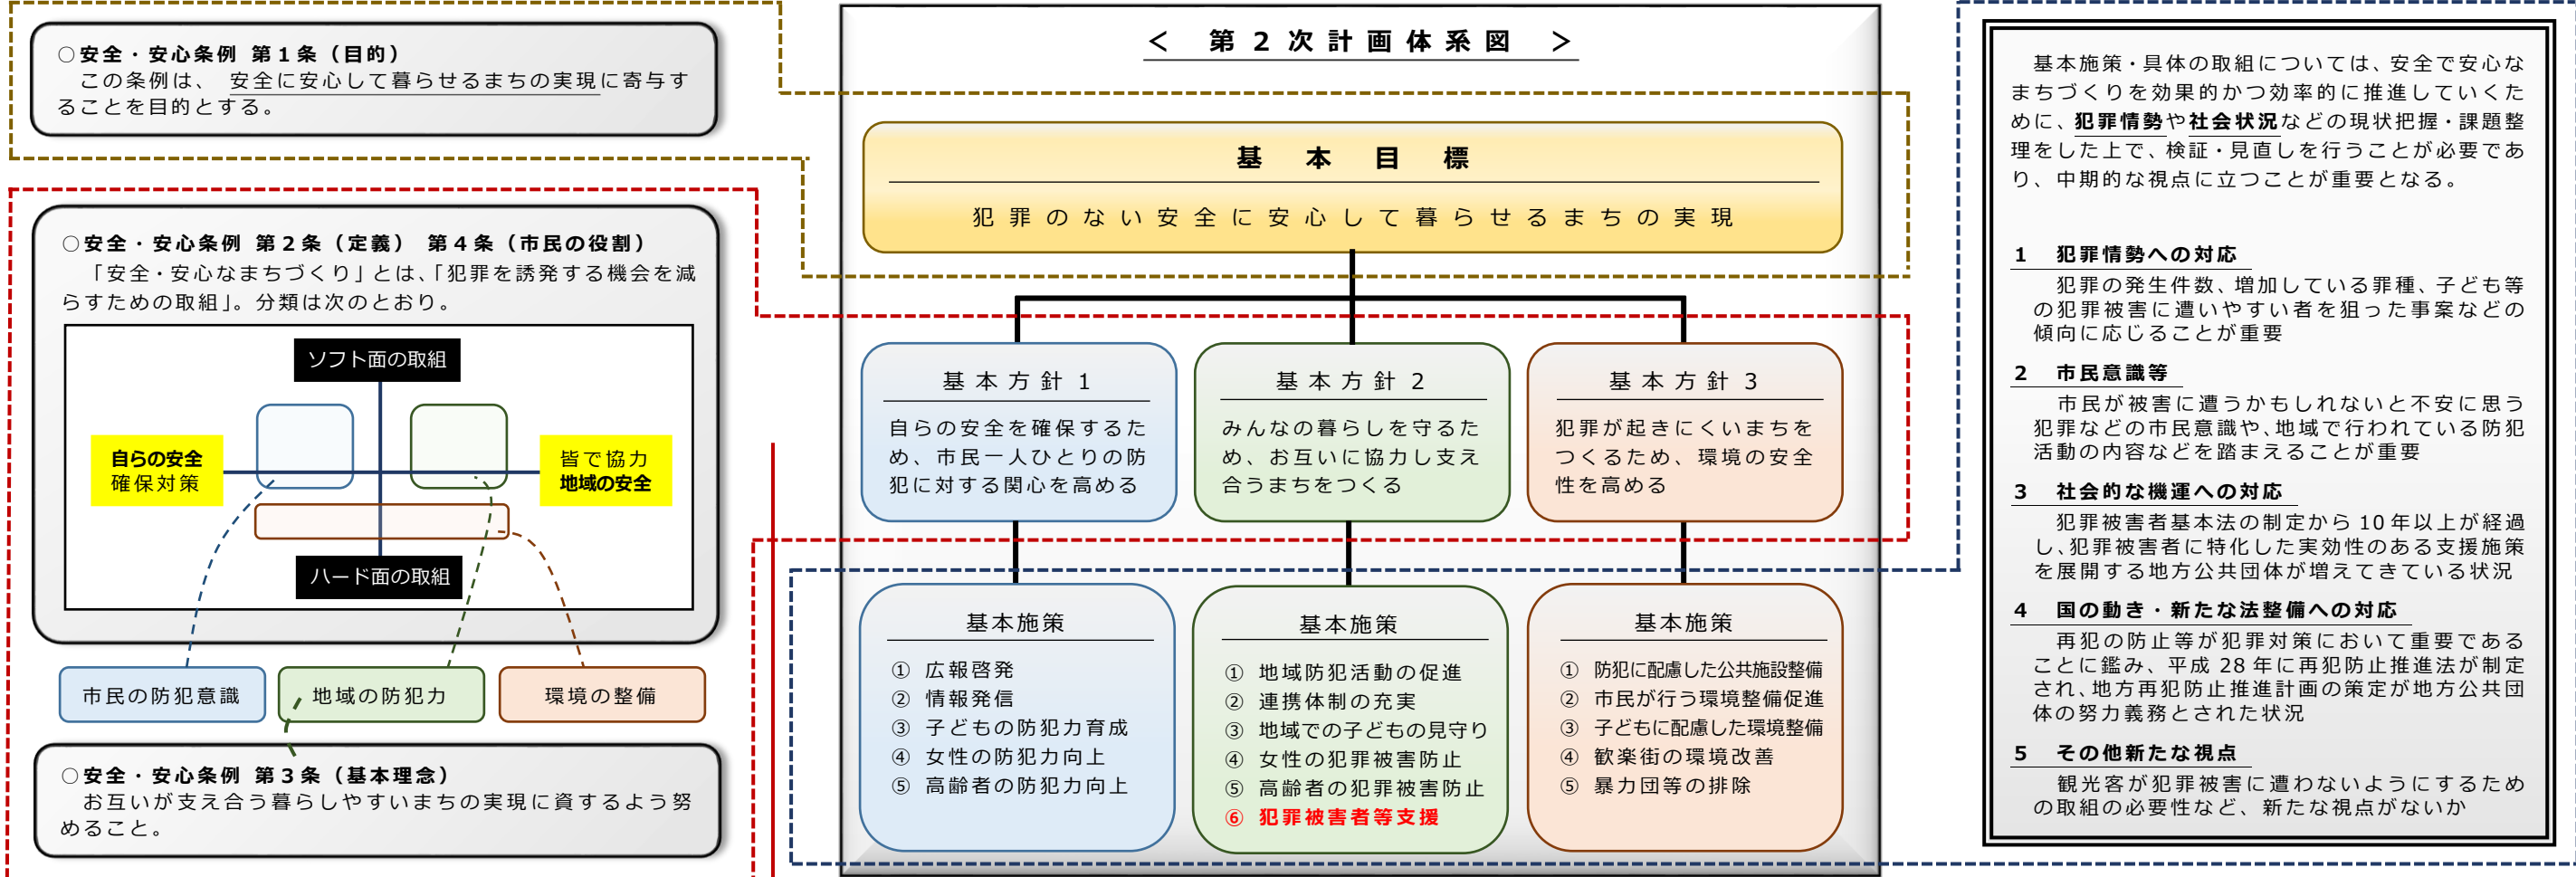 ○安全・安心条例 第1条（目的）
この条例は、 安全に安心して暮らせるまちの実現に寄与す
ることを目的とする。
○安全・安心条例 第2条（定義） 第4条（市民の役割）
「安全・安心なまちづくり」とは、「犯罪を誘発する機会を減
らすための取組」。分類は次のとおり。
ソフト面の取組
自らの安全
確保対策
皆で協力
地域の安全
ハード面の取組
市民の防犯意識
地域の防犯力
環境の整備
○安全・安心条例 第3条（基本理念）
お互いが支え合う暮らしやすいまちの実現に資するよう努
めること。
＜ 第2次計画体系図 ＞
基本目標
犯罪のない安全に安心して暮らせるまちの実現
基本方針1
自らの安全を確保するた
め、市民一人ひとりの防
犯に対する関心を高める
基本方針2
みんなの暮らしを守るた
め、お互いに協力し支え
合うまちをつくる
基本方針3
犯罪が起きにくいまちを
つくるため、環境の安全
性を高める
基本施策
① 広報啓発
② 情報発信
③ 子どもの防犯力育成
④ 女性の防犯力向上
⑤ 高齢者の防犯力向上
基本施策
① 地域防犯活動の促進
② 連携体制の充実
③ 地域での子どもの見守り
④ 女性の犯罪被害防止
⑤ 高齢者の犯罪被害防止
⑥ 犯罪被害者等支援
基本施策
① 防犯に配慮した公共施設整備
② 市民が行う環境整備促進
③ 子どもに配慮した環境整備
④ 歓楽街の環境改善
⑤ 暴力団等の排除
基本施策・具体の取組については、安全で安心な
まちづくりを効果的かつ効率的に推進していくた
めに、犯罪情勢や社会状況などの現状把握・課題整
理をした上で、検証・見直しを行うことが必要であ
り、中期的な視点に立つことが重要となる。
1 犯罪情勢への対応
犯罪の発生件数、増加している罪種、子ども等
の犯罪被害に遭いやすい者を狙った事案などの
傾向に応じることが重要
2 市民意識等
市民が被害に遭うかもしれないと不安に思う
犯罪などの市民意識や、地域で行われている防犯
活動の内容などを踏まえることが重要
3 社会的な機運への対応
犯罪被害者基本法の制定から10年以上が経過
し、犯罪被害者に特化した実効性のある支援施策
を展開する地方公共団体が増えてきている状況
4 国の動き・新たな法整備への対応
再犯の防止等が犯罪対策において重要である
ことに鑑み、平成28年に再犯防止推進法が制定
され、地方再犯防止推進計画の策定が地方公共団
体の努力義務とされた状況
5 その他新たな視点
観光客が犯罪被害に遭わないようにするため
の取組の必要性など、新たな視点がないか